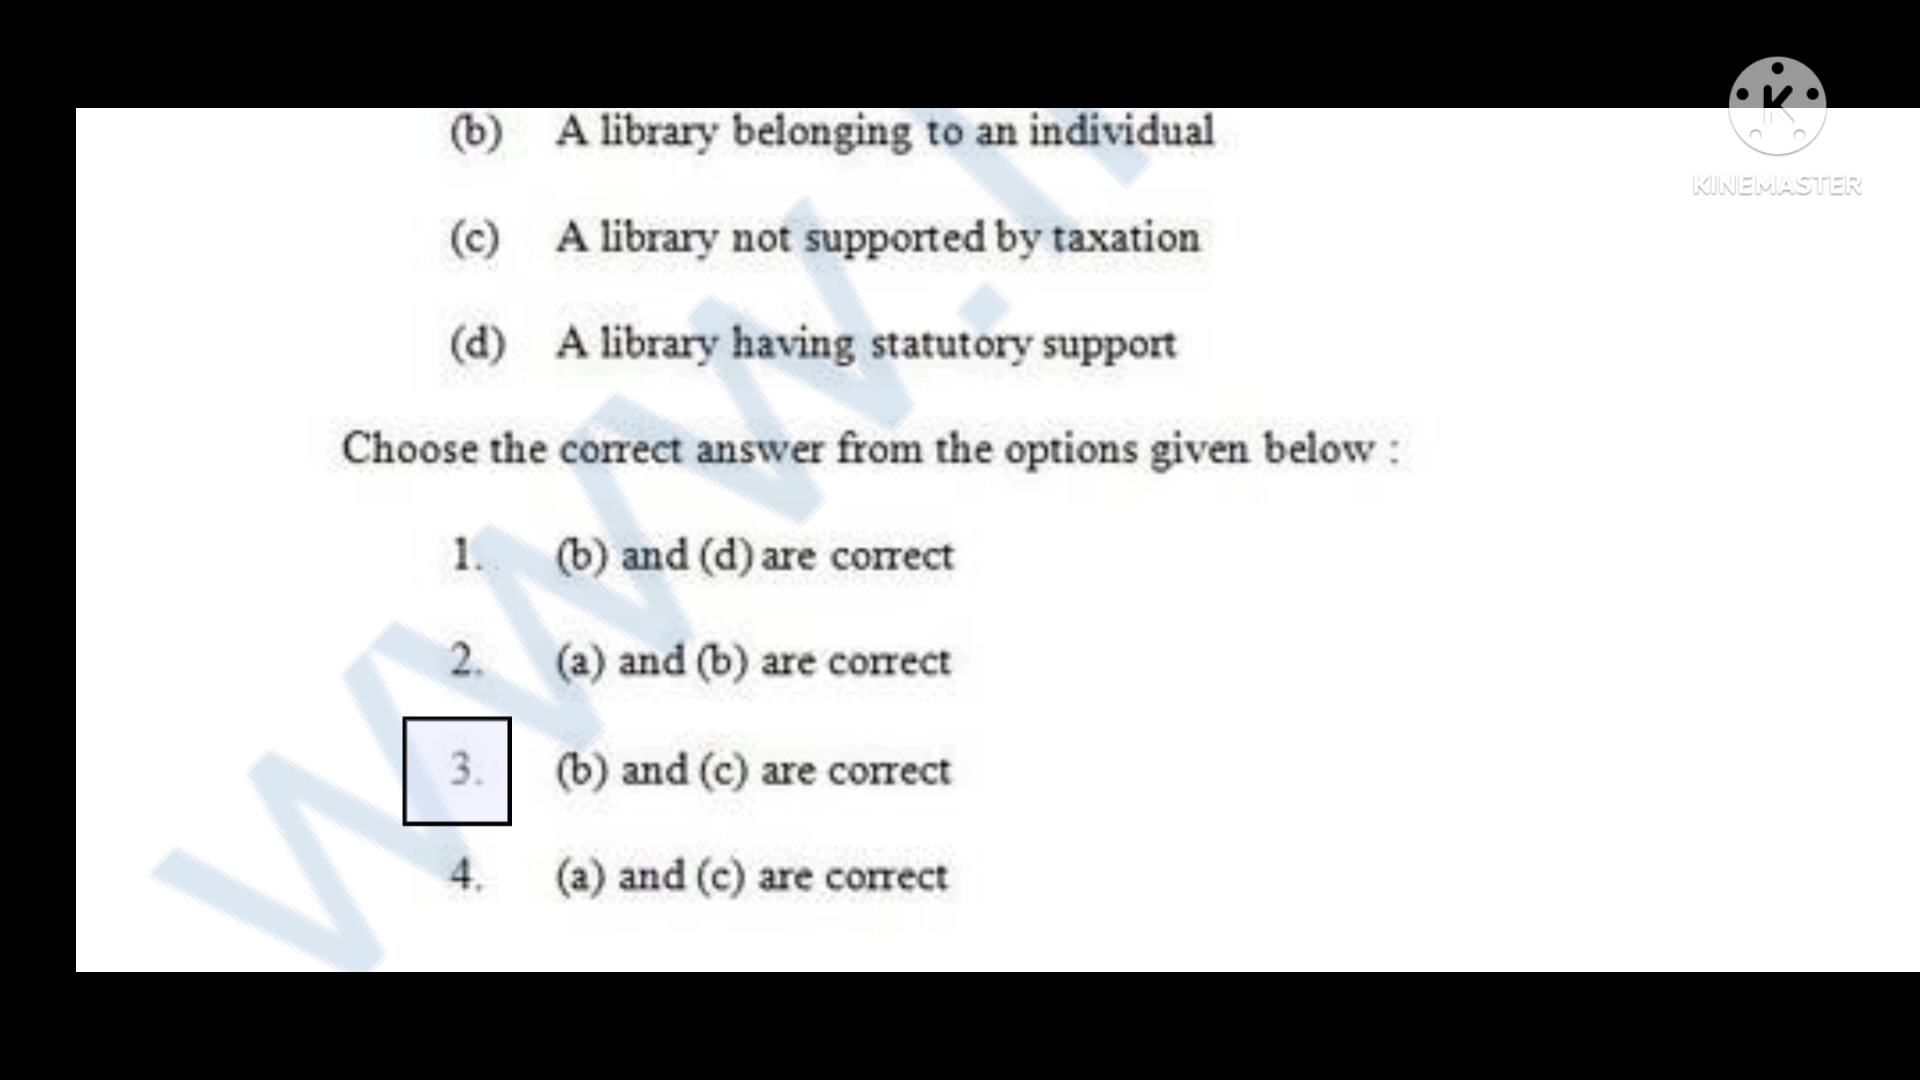 KINEMASTER
(b) A library belonging to an individual
(c) A library not supported by taxation
(d) A library having statutory support
Choose the correct answer from the options given below :
1. (b) and (d) are correct
2. (a) and (b) are correct
3. (b) and (c) are correct
4. (a) and (c) are correct
www.